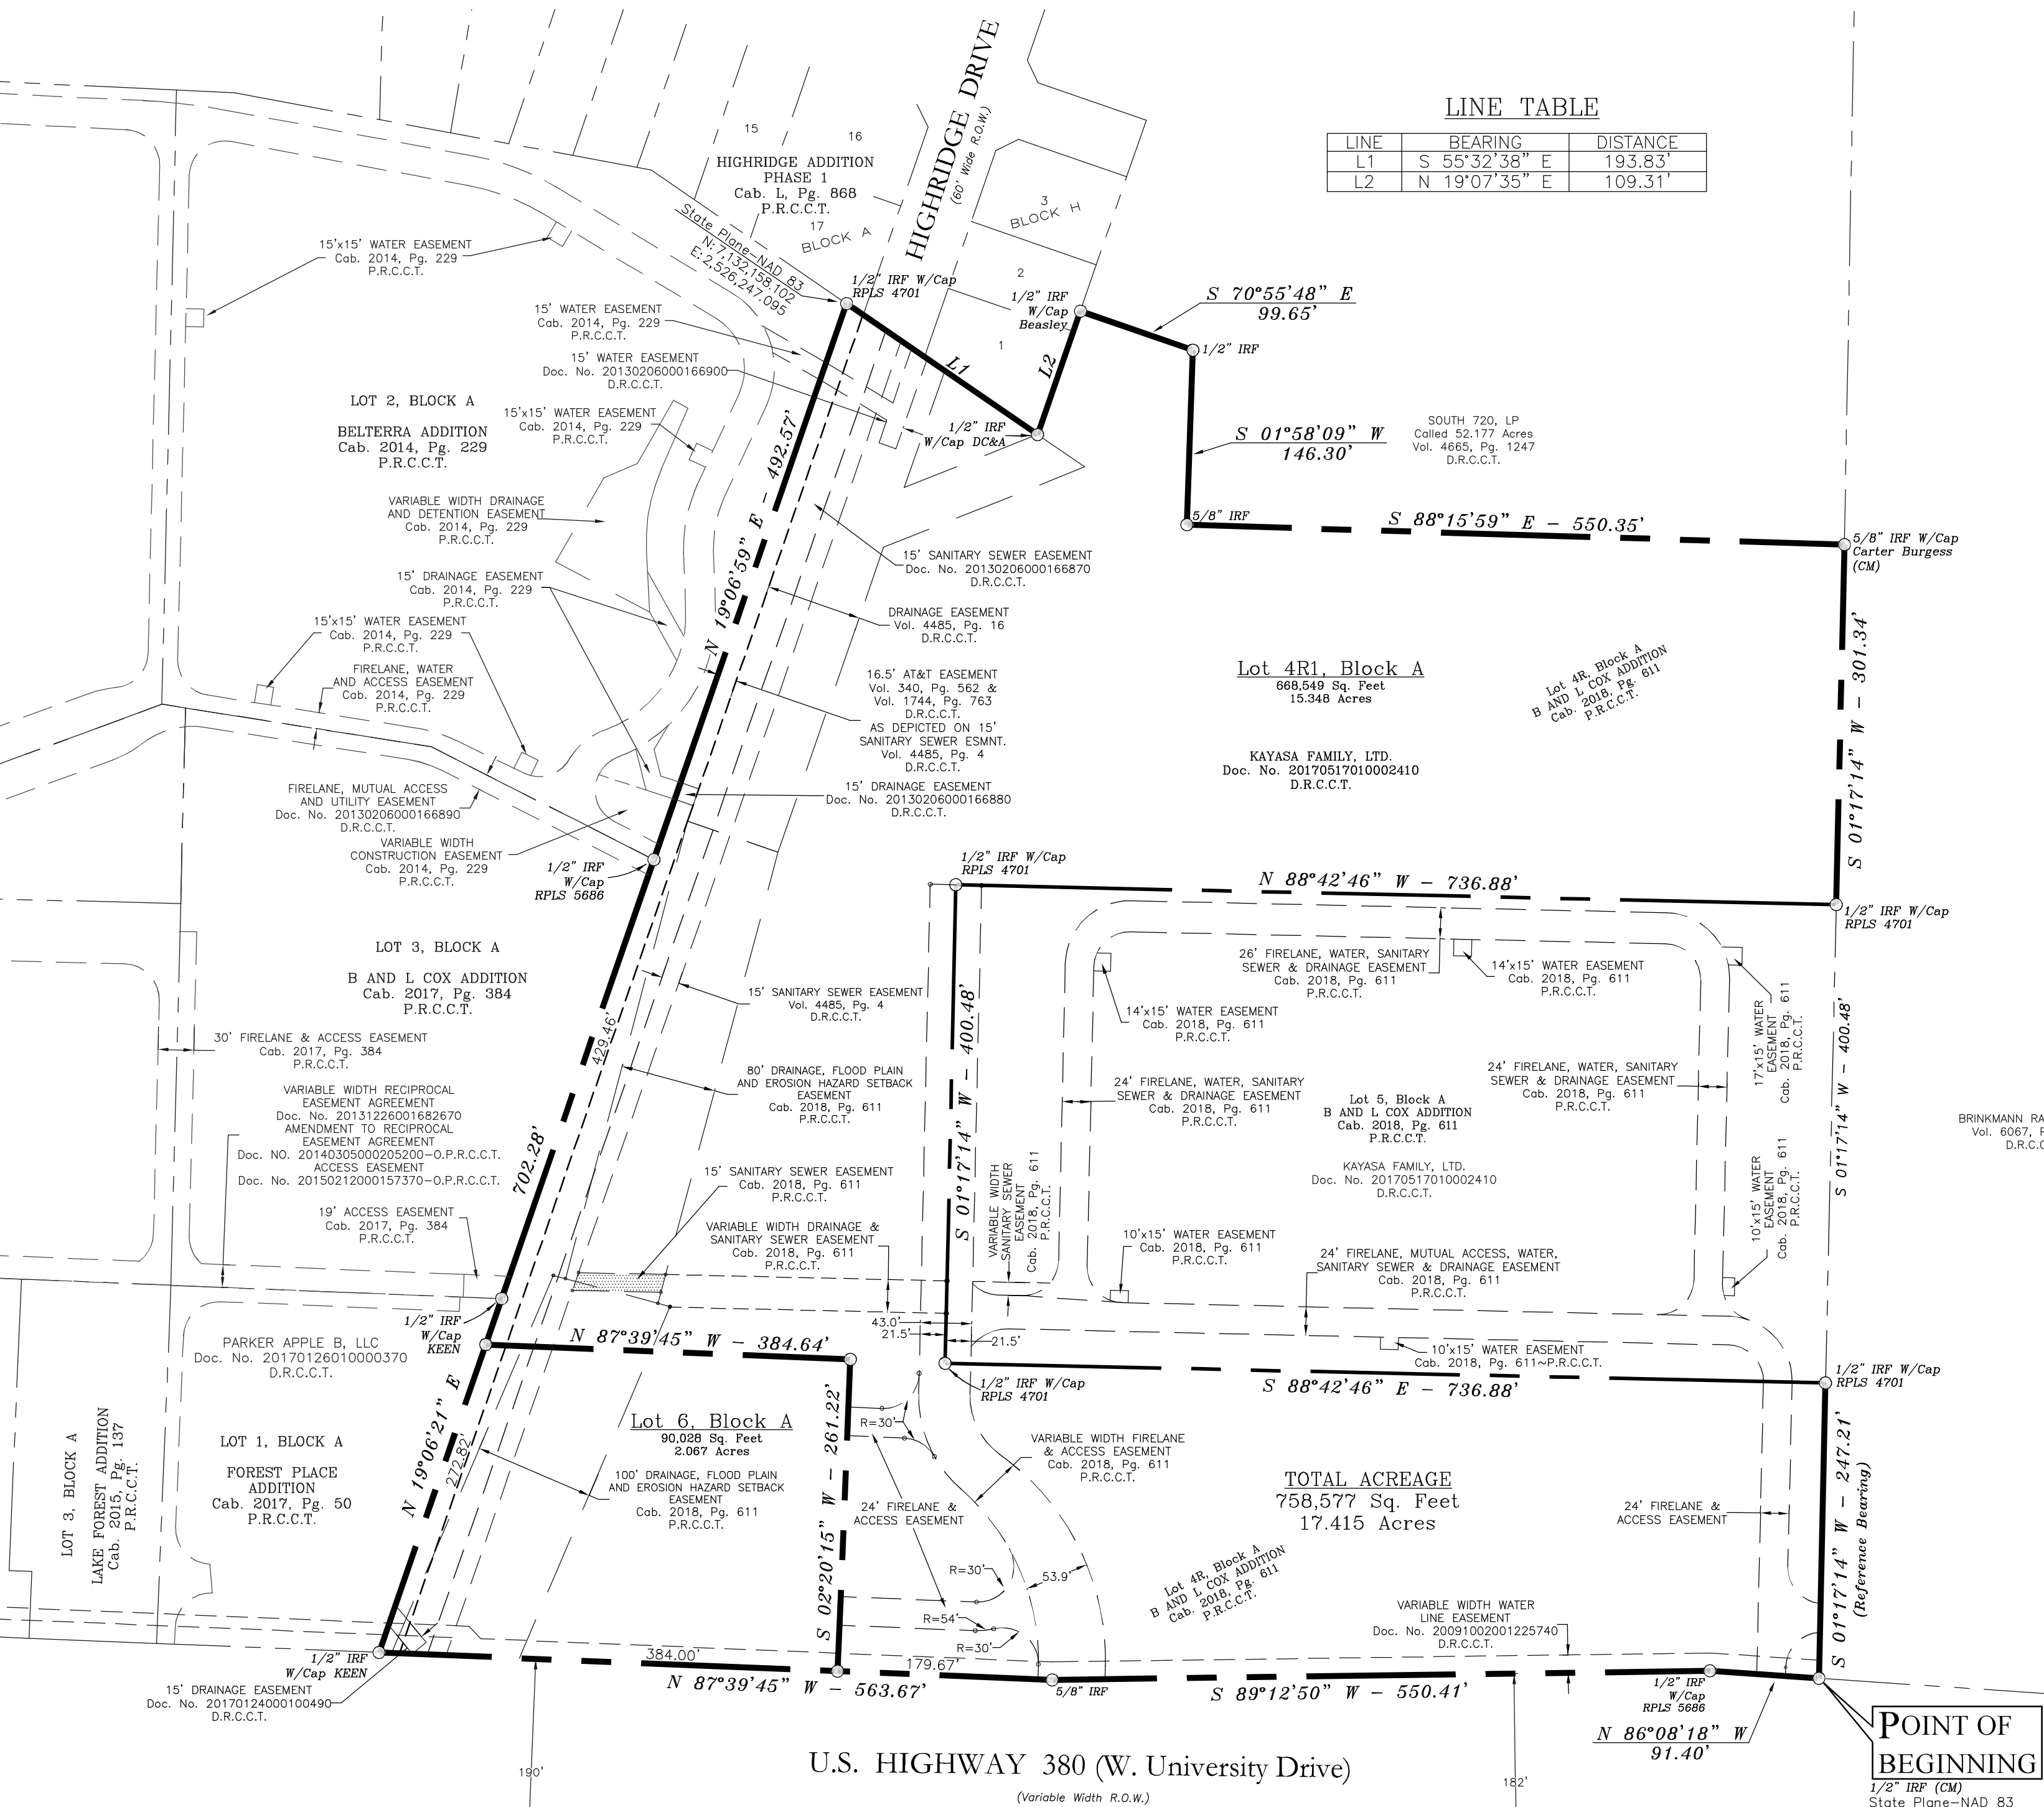 LINE TABLE
LINE BEARING DISTANCE
L1 S 55°32'38" E 193.83'
L2 N 19°07'35" E 109.31'
HIGHRIDGE DRIVE
(60' Wide R.O.W.)
15
16
HIGHRIDGE ADDITION
PHASE 1
Cab. L, Pg. 868
P.R.C.C.T.
17
BLOCK A
3
BLOCK H
2
1
State Plane-NAD 83
N: 7,132,158.102
E: 2,526,247.095
1/2" IRF W/Cap
RPLS 4701
1/2" IRF
W/Cap
Beasley
S 70°55'48" E
99.65'
1/2" IRF
L1
L2
1/2" IRF
W/Cap DC&A
S 01°58'09" W
146.30'
SOUTH 720, LP
Called 52.177 Acres
Vol. 4665, Pg. 1247
D.R.C.C.T.
5/8" IRF
S 88°15'59" E - 550.35'
5/8" IRF W/Cap
Carter Burgess
(CM)
15'x15' WATER EASEMENT
Cab. 2014, Pg. 229
P.R.C.C.T.
15' WATER EASEMENT
Cab. 2014, Pg. 229
P.R.C.C.T.
15' WATER EASEMENT
Doc. No. 20130206000166900
D.R.C.C.T.
LOT 2, BLOCK A
BELTERRA ADDITION
Cab. 2014, Pg. 229
P.R.C.C.T.
15'x15' WATER EASEMENT
Cab. 2014, Pg. 229
P.R.C.C.T.
VARIABLE WIDTH DRAINAGE
AND DETENTION EASEMENT
Cab. 2014, Pg. 229
P.R.C.C.T.
15' DRAINAGE EASEMENT
Cab. 2014, Pg. 229
P.R.C.C.T.
15'x15' WATER EASEMENT
Cab. 2014, Pg. 229
P.R.C.C.T.
FIRELANE, WATER
AND ACCESS EASEMENT
Cab. 2014, Pg. 229
P.R.C.C.T.
N 19°06'59" E - 492.57'
15' SANITARY SEWER EASEMENT
Doc. No. 20130206000166870
D.R.C.C.T.
DRAINAGE EASEMENT
Vol. 4485, Pg. 16
D.R.C.C.T.
16.5' AT&T EASEMENT
Vol. 340, Pg. 562 &
Vol. 1744, Pg. 763
D.R.C.C.T.
AS DEPICTED ON 15'
SANITARY SEWER ESMNT.
Vol. 4485, Pg. 4
D.R.C.C.T.
15' DRAINAGE EASEMENT
Doc. No. 20130206000166880
D.R.C.C.T.
Lot 4R1, Block A
668,549 Sq. Feet
15.348 Acres
KAYASA FAMILY, LTD.
Doc. No. 20170517010002410
D.R.C.C.T.
Lot 4R, Block A
B AND L COX ADDITION
Cab. 2018, Pg. 611
P.R.C.C.T.
S 01°17'14" W - 301.34'
FIRELANE, MUTUAL ACCESS
AND UTILITY EASEMENT
Doc. No. 20130206000166890
D.R.C.C.T.
VARIABLE WIDTH
CONSTRUCTION EASEMENT
Cab. 2014, Pg. 229
P.R.C.C.T.
1/2" IRF
W/Cap
RPLS 5686
1/2" IRF W/Cap
RPLS 4701
N 88°42'46" W - 736.88'
1/2" IRF W/Cap
RPLS 4701
LOT 3, BLOCK A
B AND L COX ADDITION
Cab. 2017, Pg. 384
P.R.C.C.T.
26' FIRELANE, WATER, SANITARY
SEWER & DRAINAGE EASEMENT
Cab. 2018, Pg. 611
P.R.C.C.T.
14'x15' WATER EASEMENT
Cab. 2018, Pg. 611
P.R.C.C.T.
14'x15' WATER EASEMENT
Cab. 2018, Pg. 611
P.R.C.C.T.
17'x15' WATER
EASEMENT
Cab. 2018, Pg. 611
P.R.C.C.T.
15' SANITARY SEWER EASEMENT
Vol. 4485, Pg. 4
D.R.C.C.T.
429.46'
S 01°17'14" W - 400.48'
S 01°17'14" W - 400.48'
30' FIRELANE & ACCESS EASEMENT
Cab. 2017, Pg. 384
P.R.C.C.T.
80' DRAINAGE, FLOOD PLAIN
AND EROSION HAZARD SETBACK
EASEMENT
Cab. 2018, Pg. 611
P.R.C.C.T.
24' FIRELANE, WATER, SANITARY
SEWER & DRAINAGE EASEMENT
Cab. 2018, Pg. 611
P.R.C.C.T.
Lot 5, Block A
B AND L COX ADDITION
Cab. 2018, Pg. 611
P.R.C.C.T.
KAYASA FAMILY, LTD.
Doc. No. 20170517010002410
D.R.C.C.T.
24' FIRELANE, WATER, SANITARY
SEWER & DRAINAGE EASEMENT
Cab. 2018, Pg. 611
P.R.C.C.T.
BRINKMANN RA
Vol. 6067, P
D.R.C.C
VARIABLE WIDTH RECIPROCAL
EASEMENT AGREEMENT
Doc. No. 20131226001682670
AMENDMENT TO RECIPROCAL
EASEMENT AGREEMENT
Doc. NO. 20140305000205200-O.P.R.C.C.T.
ACCESS EASEMENT
Doc. No. 20150212000157370-O.P.R.C.C.T.
702.28'
19' ACCESS EASEMENT
Cab. 2017, Pg. 384
P.R.C.C.T.
15' SANITARY SEWER EASEMENT
Cab. 2018, Pg. 611
P.R.C.C.T.
VARIABLE WIDTH DRAINAGE &
SANITARY SEWER EASEMENT
Cab. 2018, Pg. 611
P.R.C.C.T.
VARIABLE WIDTH
SANITARY SEWER
EASEMENT
Cab. 2018, Pg. 611
P.R.C.C.T.
10'x15' WATER EASEMENT
Cab. 2018, Pg. 611
P.R.C.C.T.
24' FIRELANE, MUTUAL ACCESS, WATER,
SANITARY SEWER & DRAINAGE EASEMENT
Cab. 2018, Pg. 611
P.R.C.C.T.
10'x15' WATER
EASEMENT
Cab. 2018, Pg. 611
P.R.C.C.T.
1/2" IRF
W/Cap
KEEN
43.0'
21.5'
21.5'
10'x15' WATER EASEMENT
Cab. 2018, Pg. 611~P.R.C.C.T.
N 87°39'45" W - 384.64'
1/2" IRF W/Cap
RPLS 4701
S 88°42'46" E - 736.88'
1/2" IRF W/Cap
RPLS 4701
PARKER APPLE B, LLC
Doc. No. 20170126010000370
D.R.C.C.T.
N 19°06'21" E
272.82'
LOT 3, BLOCK A
LAKE FOREST ADDITION
Cab. 2015, Pg. 137
P.R.C.C.T.
LOT 1, BLOCK A
FOREST PLACE
ADDITION
Cab. 2017, Pg. 50
P.R.C.C.T.
Lot 6, Block A
90,028 Sq. Feet
2.067 Acres
100' DRAINAGE, FLOOD PLAIN
AND EROSION HAZARD SETBACK
EASEMENT
Cab. 2018, Pg. 611
P.R.C.C.T.
S 02°20'15" W - 261.22'
R=30'
VARIABLE WIDTH FIRELANE
& ACCESS EASEMENT
Cab. 2018, Pg. 611
P.R.C.C.T.
24' FIRELANE &
ACCESS EASEMENT
TOTAL ACREAGE
758,577 Sq. Feet
17.415 Acres
24' FIRELANE &
ACCESS EASEMENT
S 01°17'14" W - 247.21'
(Reference Bearing)
R=30'
53.9'
R=54'
R=30'
Lot 4R, Block A
B AND L COX ADDITION
Cab. 2018, Pg. 611
P.R.C.C.T.
VARIABLE WIDTH WATER
LINE EASEMENT
Doc. No. 20091002001225740
D.R.C.C.T.
1/2" IRF
W/Cap KEEN
384.00'
179.67'
N 87°39'45" W - 563.67'
5/8" IRF
S 89°12'50" W - 550.41'
1/2" IRF
W/Cap
RPLS 5686
N 86°08'18" W
91.40'
15' DRAINAGE EASEMENT
Doc. No. 20170124000100490
D.R.C.C.T.
190'
U.S. HIGHWAY 380 (W. University Drive)
(Variable Width R.O.W.)
182'
POINT OF
BEGINNING
1/2" IRF (CM)
State Plane-NAD 83